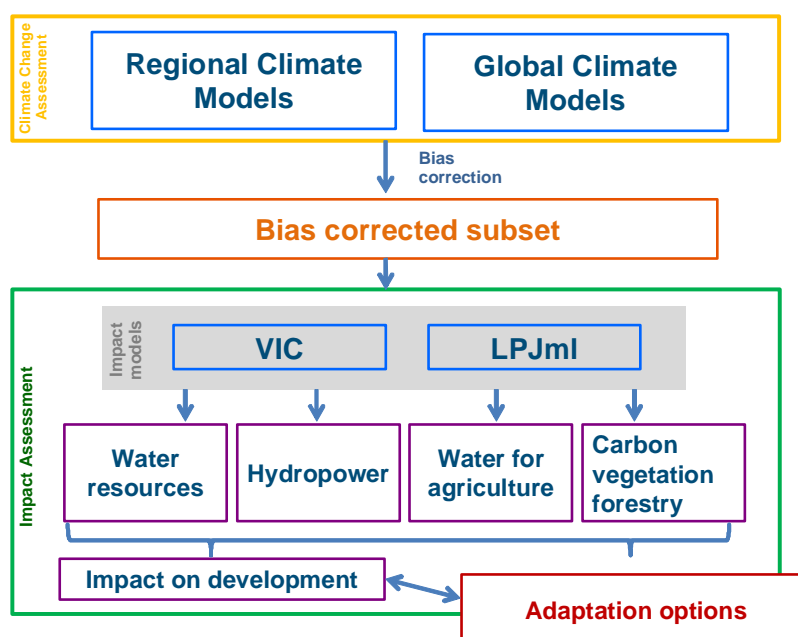 Climate Change
Assessment
Regional Climate
Models
Global Climate
Models
Bias
correction
Bias corrected subset
Impact Assessment
Impact
models
VIC
LPJml
Water
resources
Hydropower
Water for
agriculture
Carbon
vegetation
forestry
Impact on development
Adaptation options